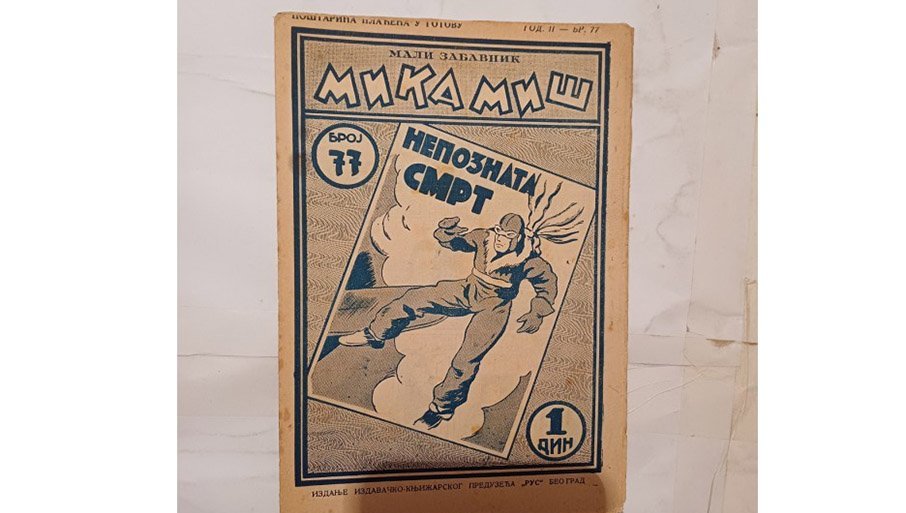 ПОШТАРИНА ПЛАЋЕНА У ГОТОВУ
ГОД. II — БР. 77
МАЛИ ЗАБАВНИК
МИКА МИШ
БРОЈ
77
НЕПОЗНАТА
СМРТ
1
ДИН
ИЗДАЊЕ ИЗДАВАЧКО-КЊИЖАРСКОГ ПРЕДУЗЕЋА „РУС" БЕОГРАД